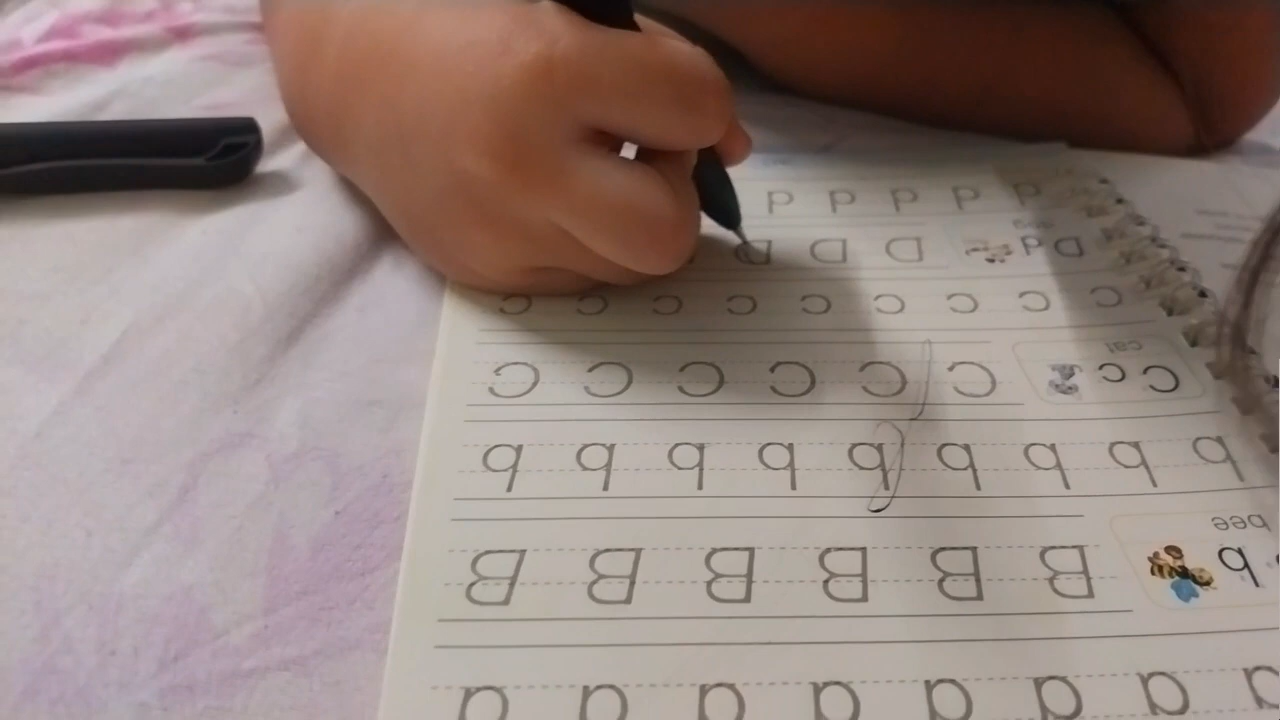 a a a a a a a a
b B B B B B B
bee
b b b b b b b b b
C c C C C C C C
cat
c c c c c c c c c
D d D D D
d d d d d